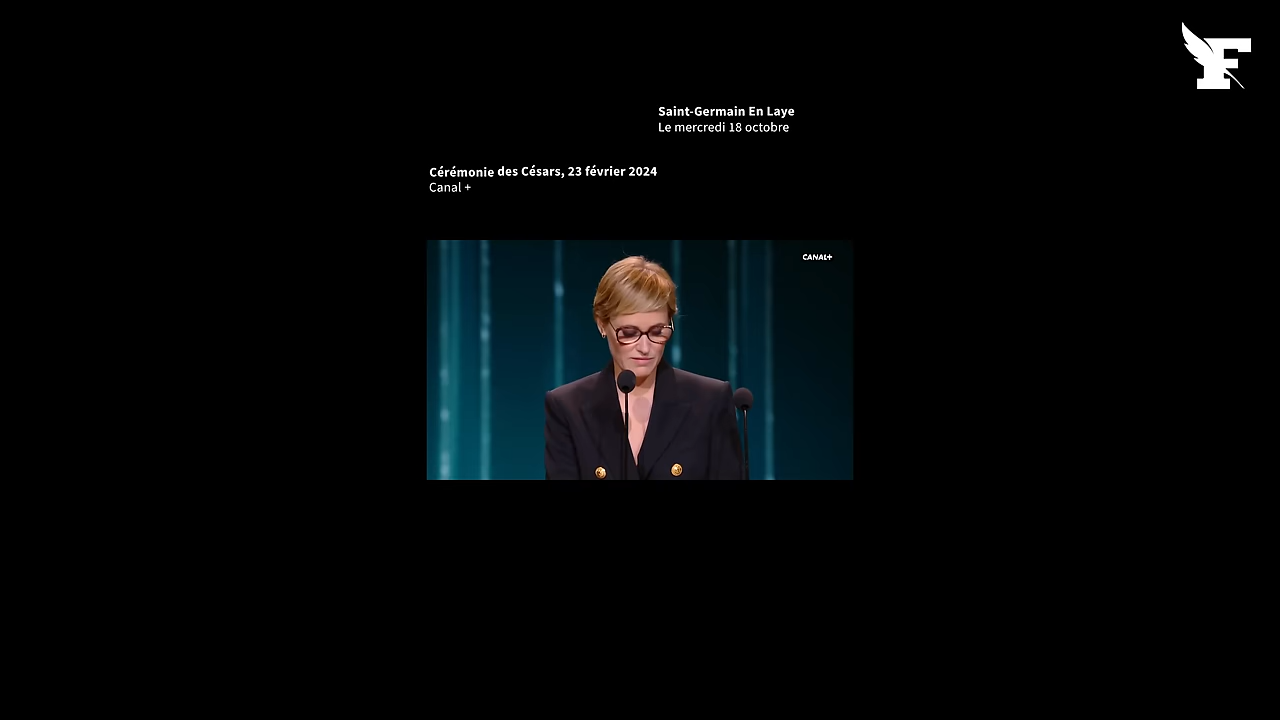 Saint-Germain En Laye
Le mercredi 18 octobre
Cérémonie des Césars, 23 février 2024
Canal +
CANAL+
F